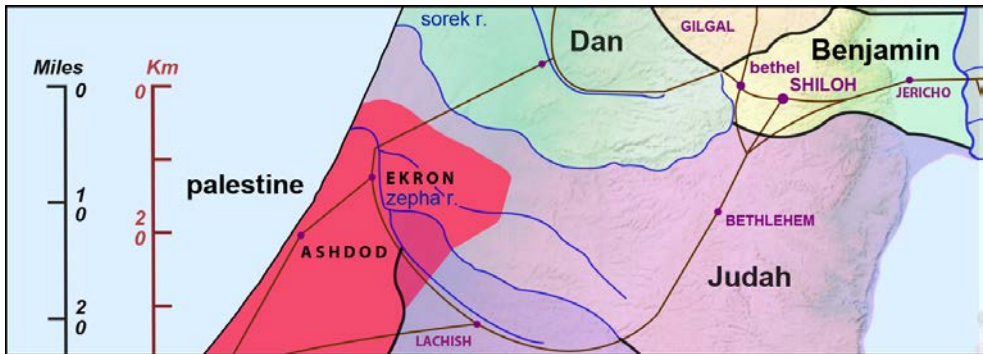 sorek r.
GILGAL
Dan
Benjamin
Miles
Km
bethel
0
0
SHILOH
JERICHO
palestine
EKRON
zepha r.
1
0
2
0
BETHLEHEM
ASHDOD
Judah
2
0
LACHISH